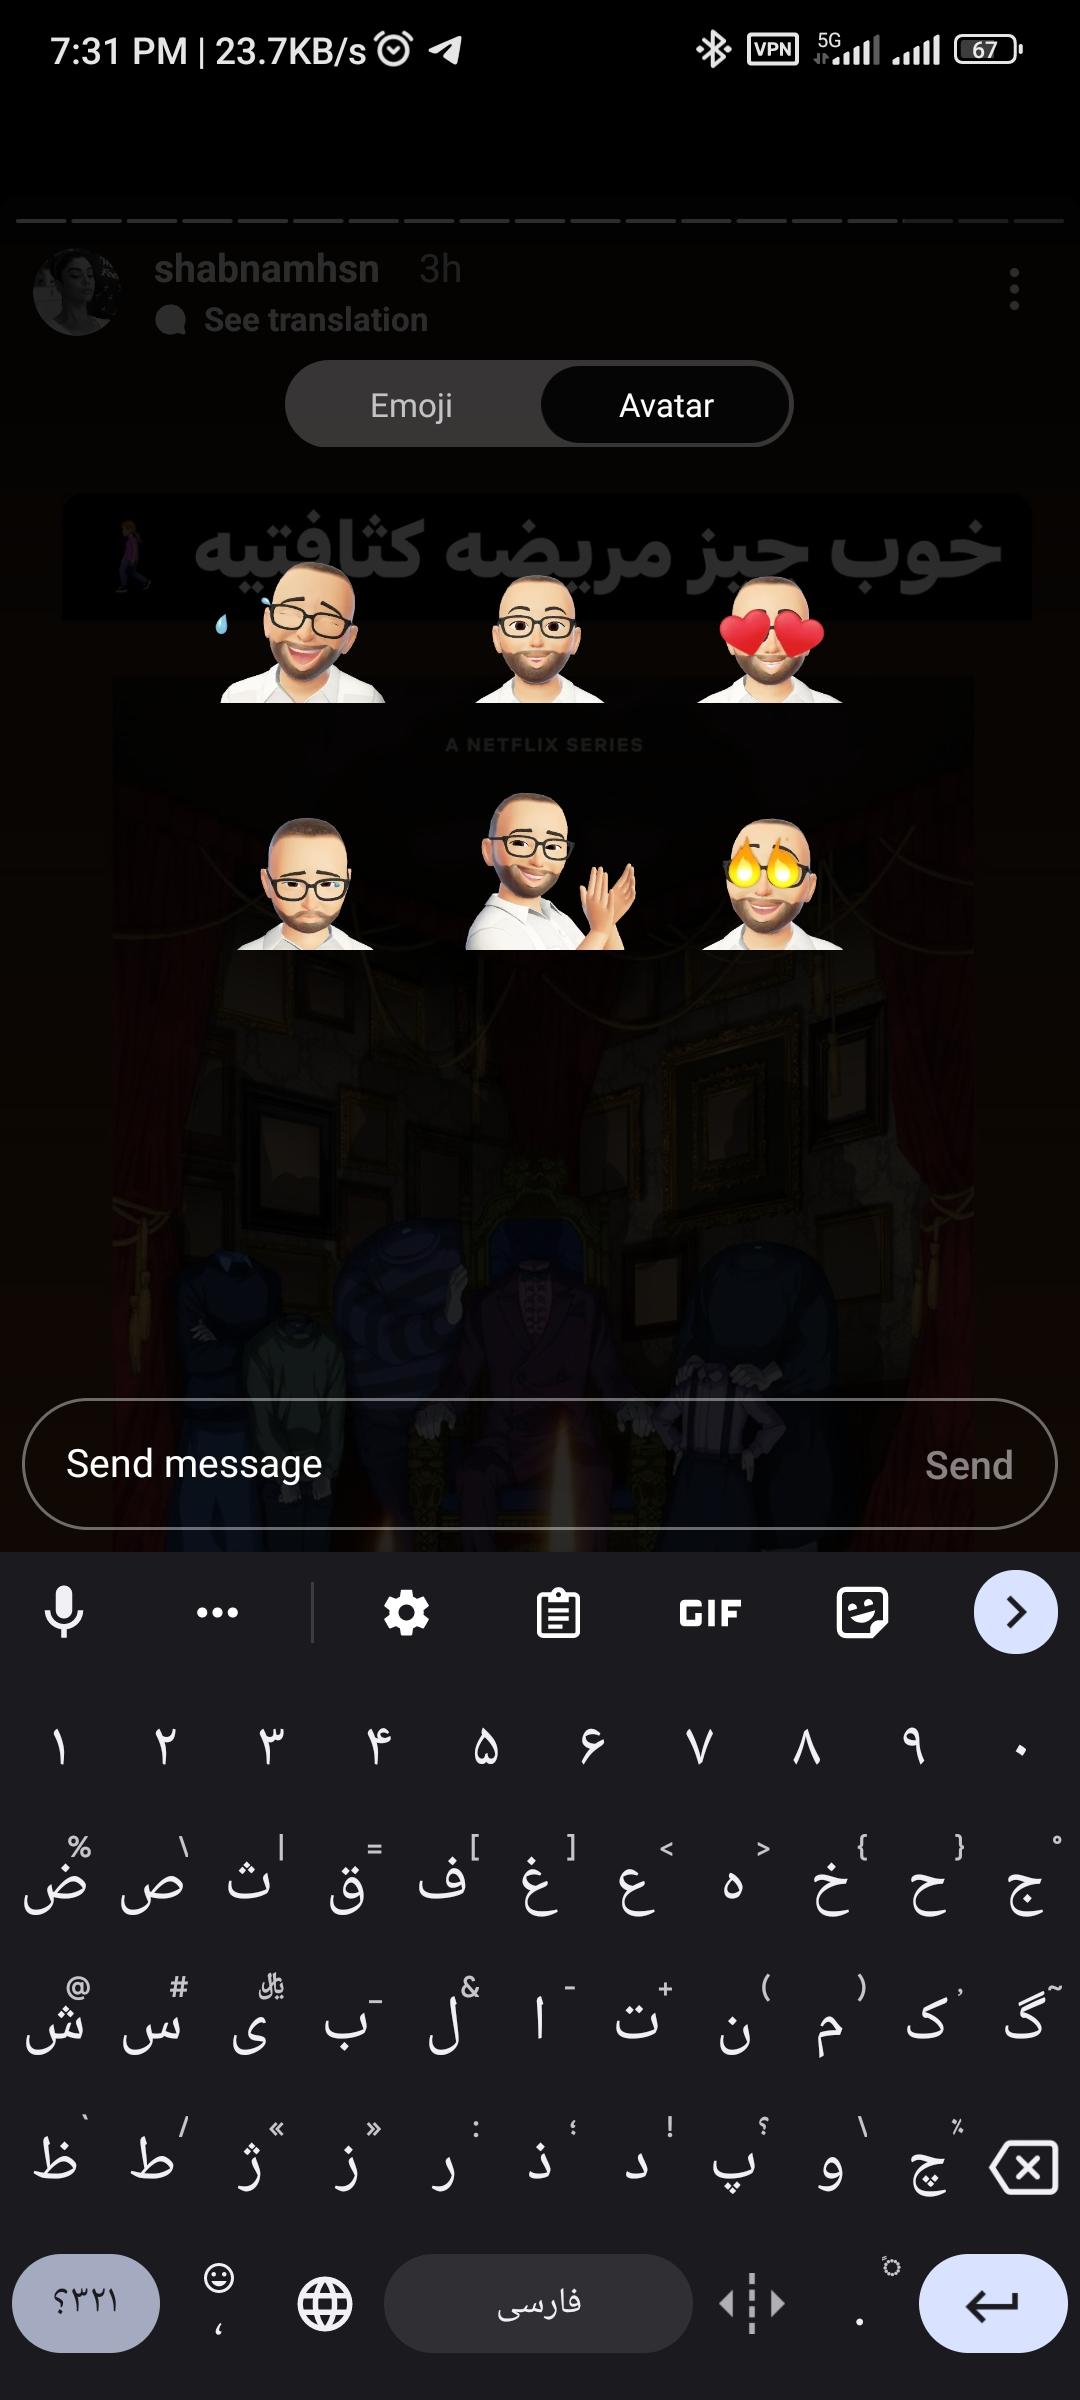 7:31 PM | 23.7KB/s VPN 5G 67
shabnamhsn 3h
See translation
Emoji Avatar
خوب چیز مریضه کثافتیه
A NETFLIX SERIES
Send message Send
GIF
۱ ۲ ۳ ۴ ۵ ۶ ۷ ۸ ۹ ۰
% \ | = [ ] < > { } °
ض ص ث ق ف غ ع ه خ ح ج
@ # ﷼ _ & - + ( ) ’ ~
ش س ی ب ل ا ت ن م ک گ
` / « » : ؛ ! ؟ \ ٪
ظ ط ژ ز ر ذ د پ و چ
؟۳۲۱ ، فارسی .